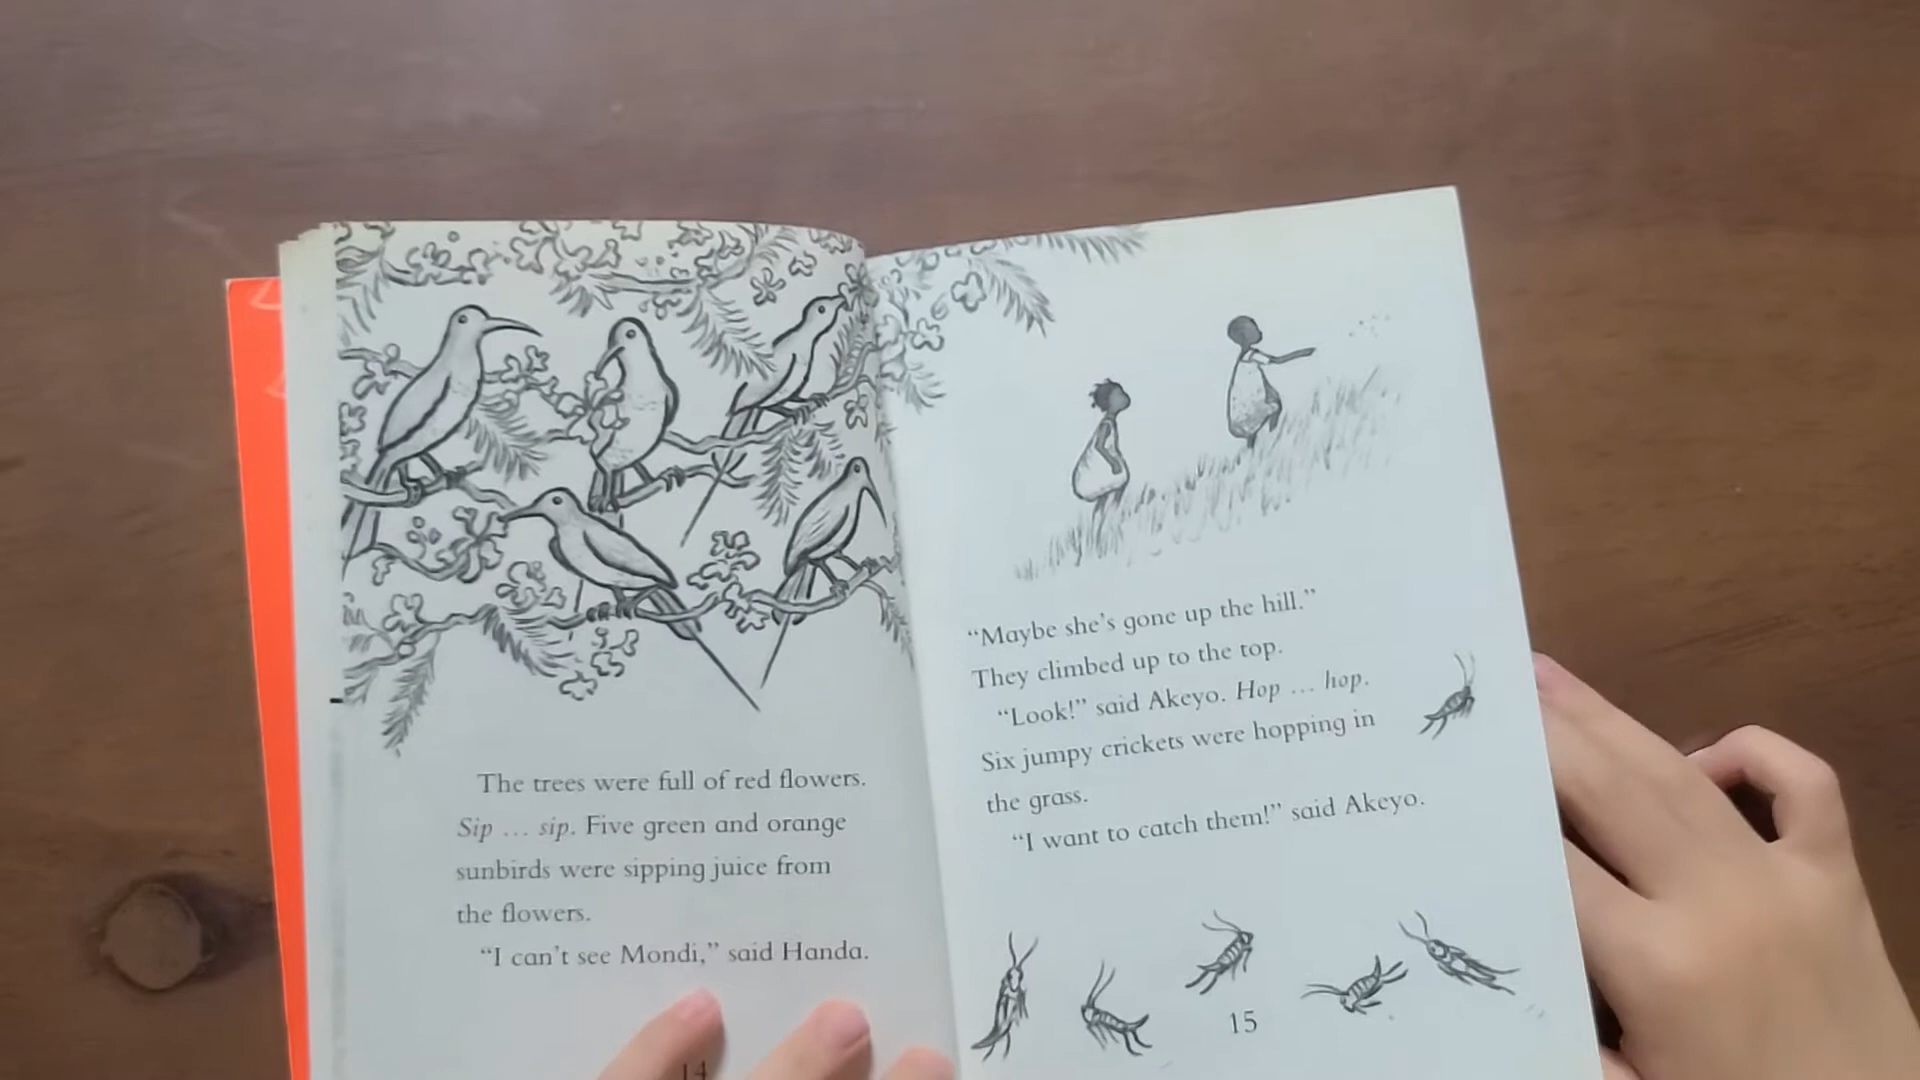 The trees were full of red flowers.
Sip ... sip. Five green and orange
sunbirds were sipping juice from
the flowers.
“I can't see Mondi,” said Handa.
14
“Maybe she's gone up the hill.”
They climbed up to the top.
“Look!” said Akeyo. Hop ... hop.
Six jumpy crickets were hopping in
the grass.
“I want to catch them!” said Akeyo.
15